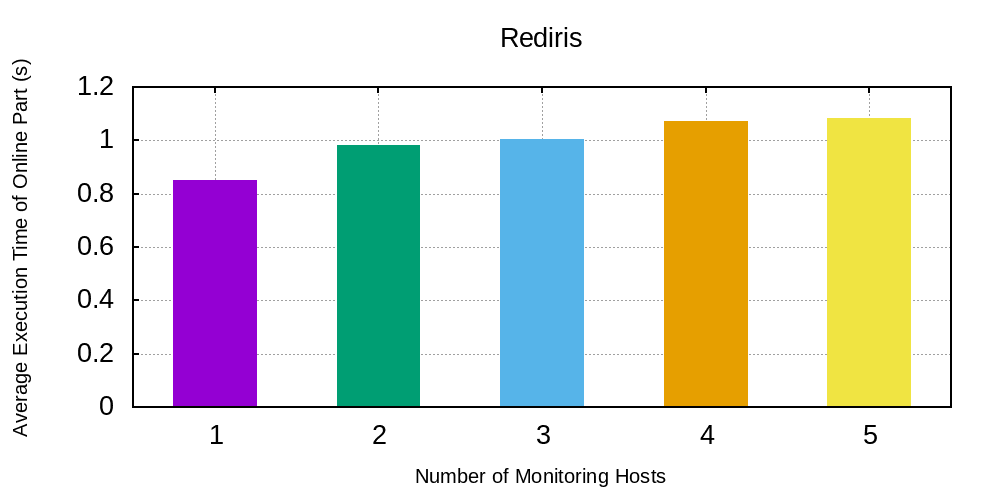 Rediris
Average Execution Time of Online Part (s)
1.2
1
0.8
0.6
0.4
0.2
0
1 2 3 4 5
Number of Monitoring Hosts